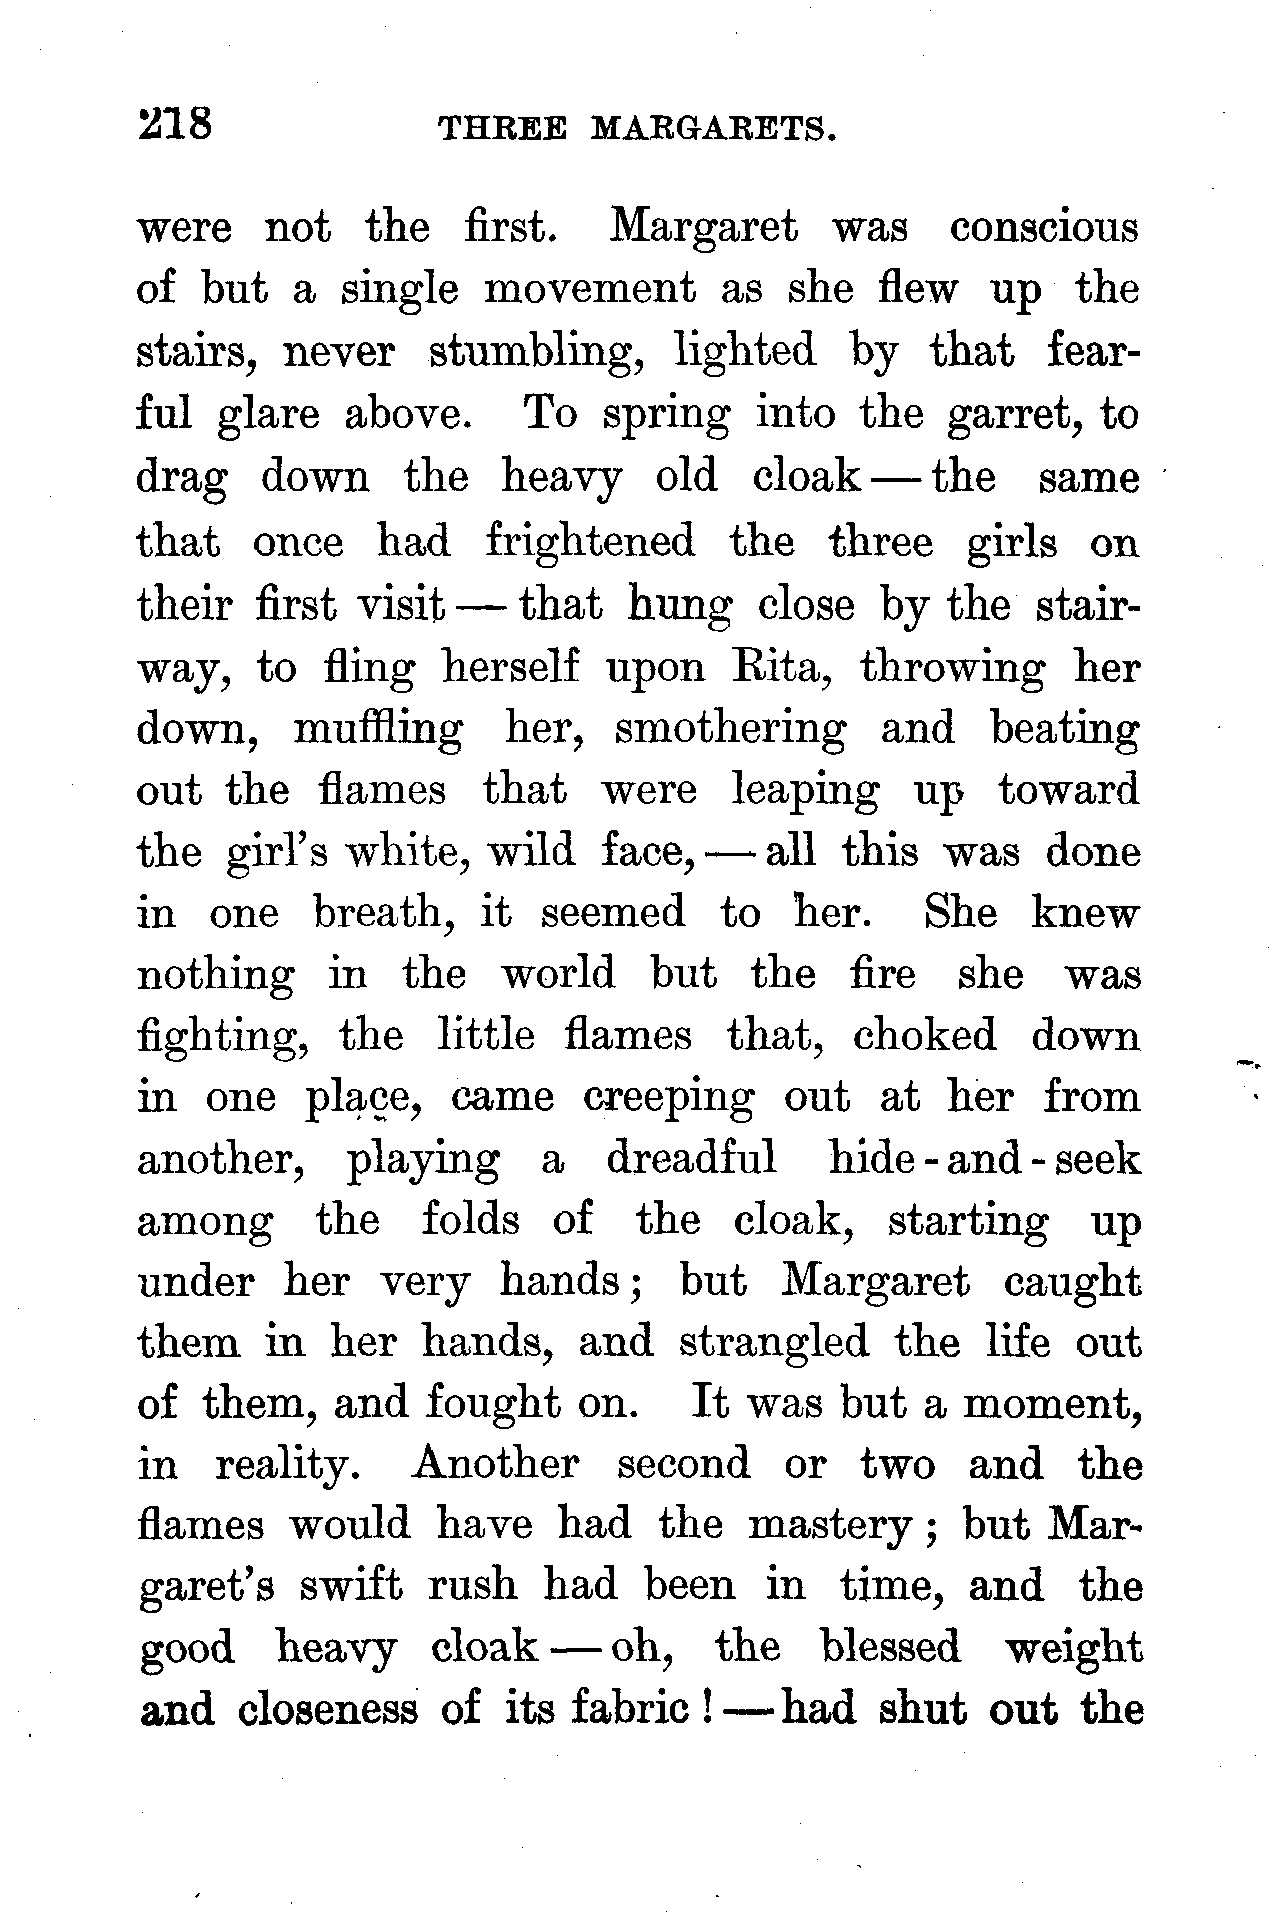 218 THREE MARGARETS.
were not the first. Margaret was conscious
of but a single movement as she flew up the
stairs, never stumbling, lighted by that fear-
ful glare above. To spring into the garret, to
drag down the heavy old cloak — the same
that once had frightened the three girls on
their first visit — that hung close by the stair-
way, to fling herself upon Rita, throwing her
down, muffling her, smothering and beating
out the flames that were leaping up toward
the girl's white, wild face, — all this was done
in one breath, it seemed to her. She knew
nothing in the world but the fire she was
fighting, the little flames that, choked down
in one place, came creeping out at her from
another, playing a dreadful hide-and-seek
among the folds of the cloak, starting up
under her very hands; but Margaret caught
them in her hands, and strangled the life out
of them, and fought on. It was but a moment,
in reality. Another second or two and the
flames would have had the mastery; but Mar-
garet's swift rush had been in time, and the
good heavy cloak — oh, the blessed weight
and closeness of its fabric! — had shut out the